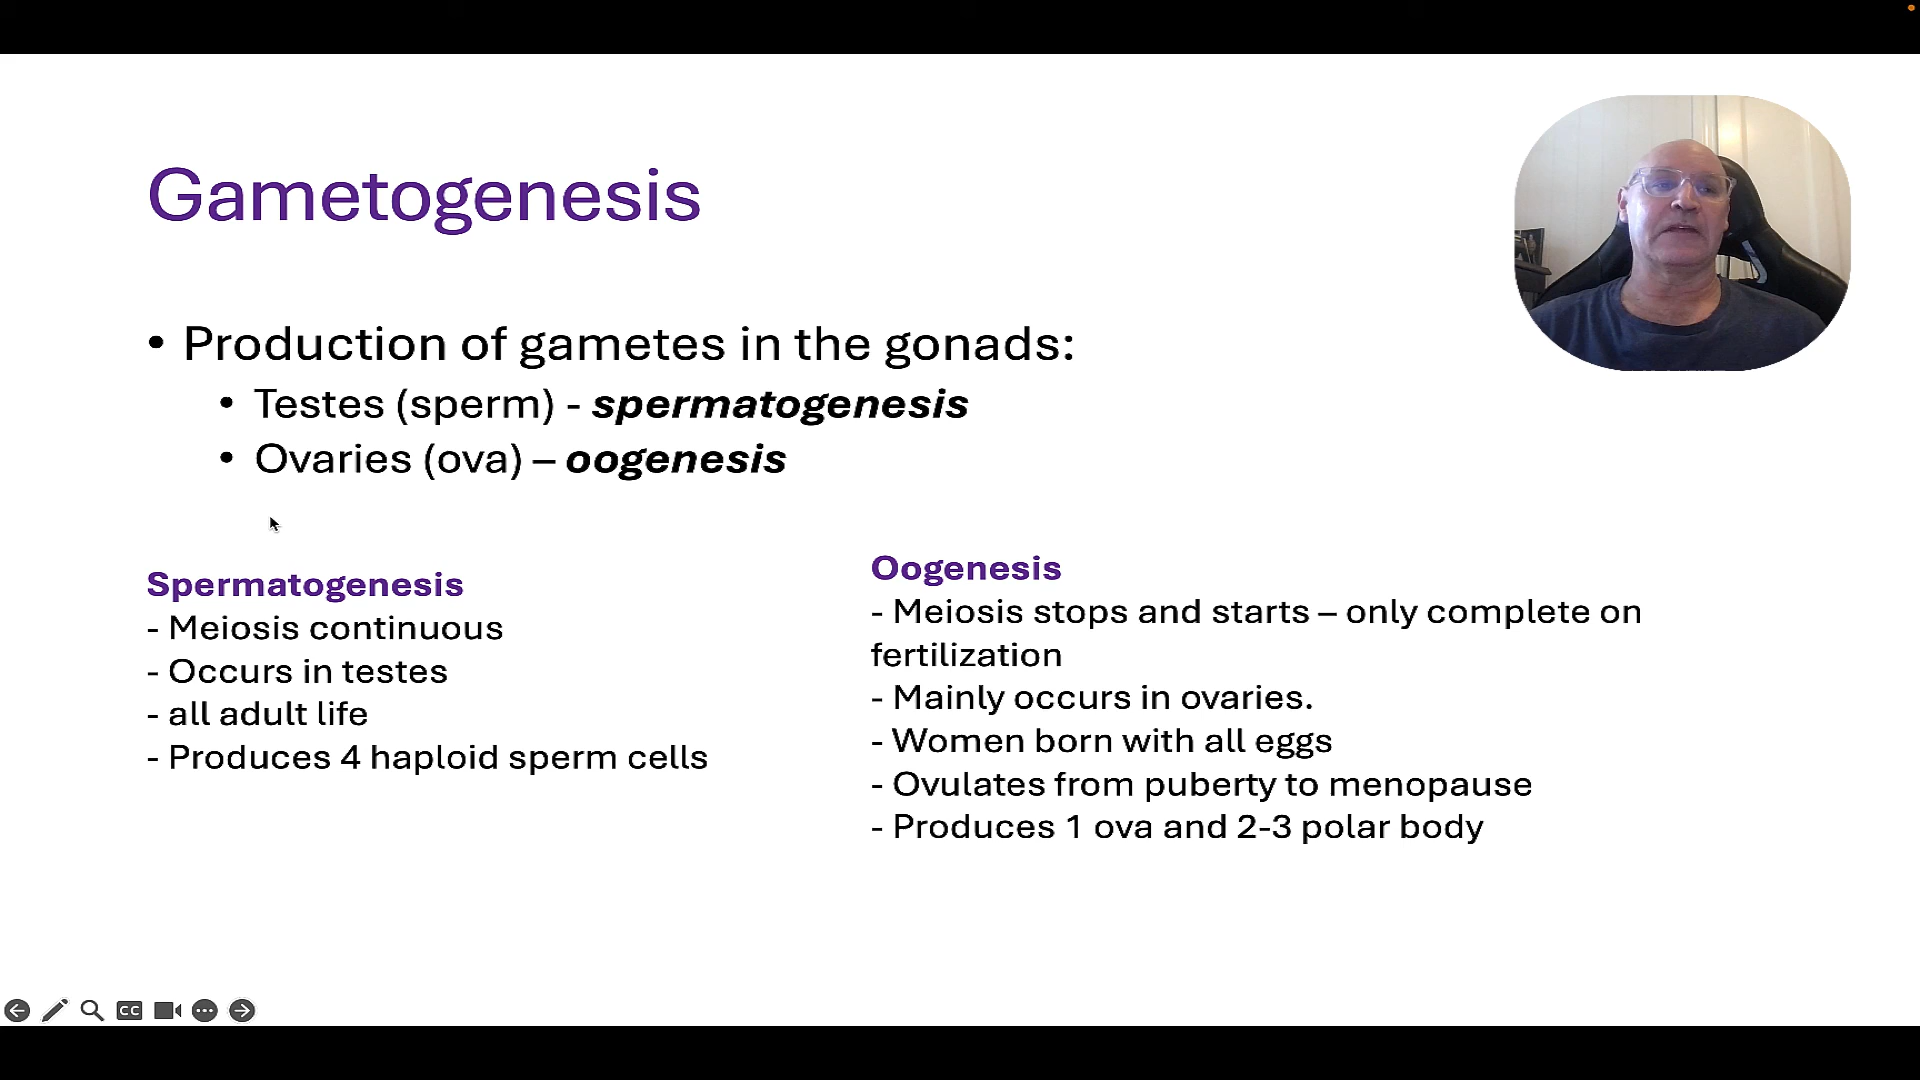 Gametogenesis
• Production of gametes in the gonads:
• Testes (sperm) - spermatogenesis
• Ovaries (ova) – oogenesis
Spermatogenesis
- Meiosis continuous
- Occurs in testes
- all adult life
- Produces 4 haploid sperm cells
Oogenesis
- Meiosis stops and starts – only complete on
fertilization
- Mainly occurs in ovaries.
- Women born with all eggs
- Ovulates from puberty to menopause
- Produces 1 ova and 2-3 polar body
CC